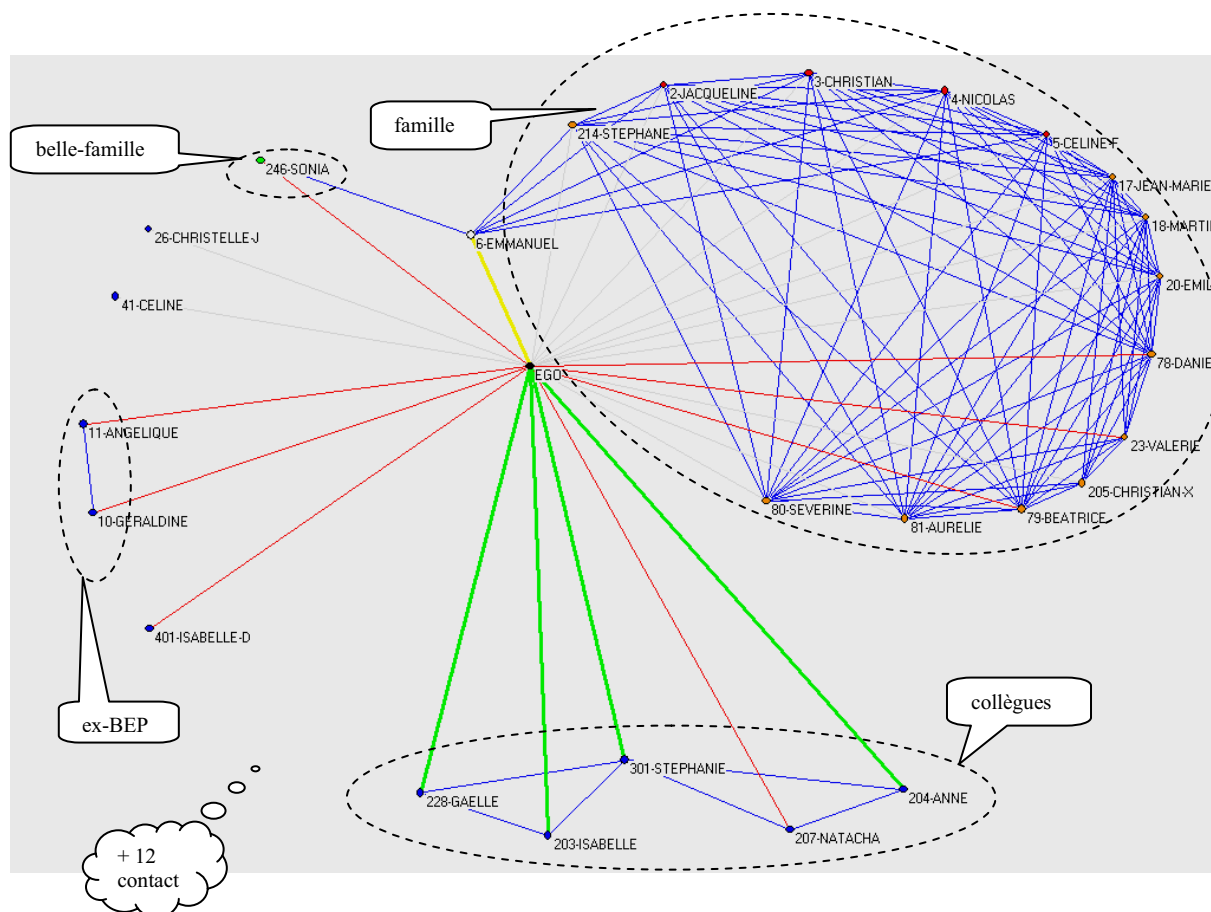 3-CHRISTIAN
2-JACQUELINE
4-NICOLAS
famille
214-STEPHANE
5-CELINE-F
belle-famille
246-SONIA
17-JEAN-MARIE
18-MARTIN
26-CHRISTELLE-J
6-EMMANUEL
20-EMIL
41-CELINE
78-DANIE
EGO
11-ANGELIQUE
23-VALERIE
205-CHRISTIAN-X
80-SEVERINE
79-BEATRICE
10-GERALDINE
81-AURELIE
401-ISABELLE-D
collègues
ex-BEP
301-STEPHANIE
228-GAELLE
204-ANNE
203-ISABELLE
207-NATACHA
+ 12
contact